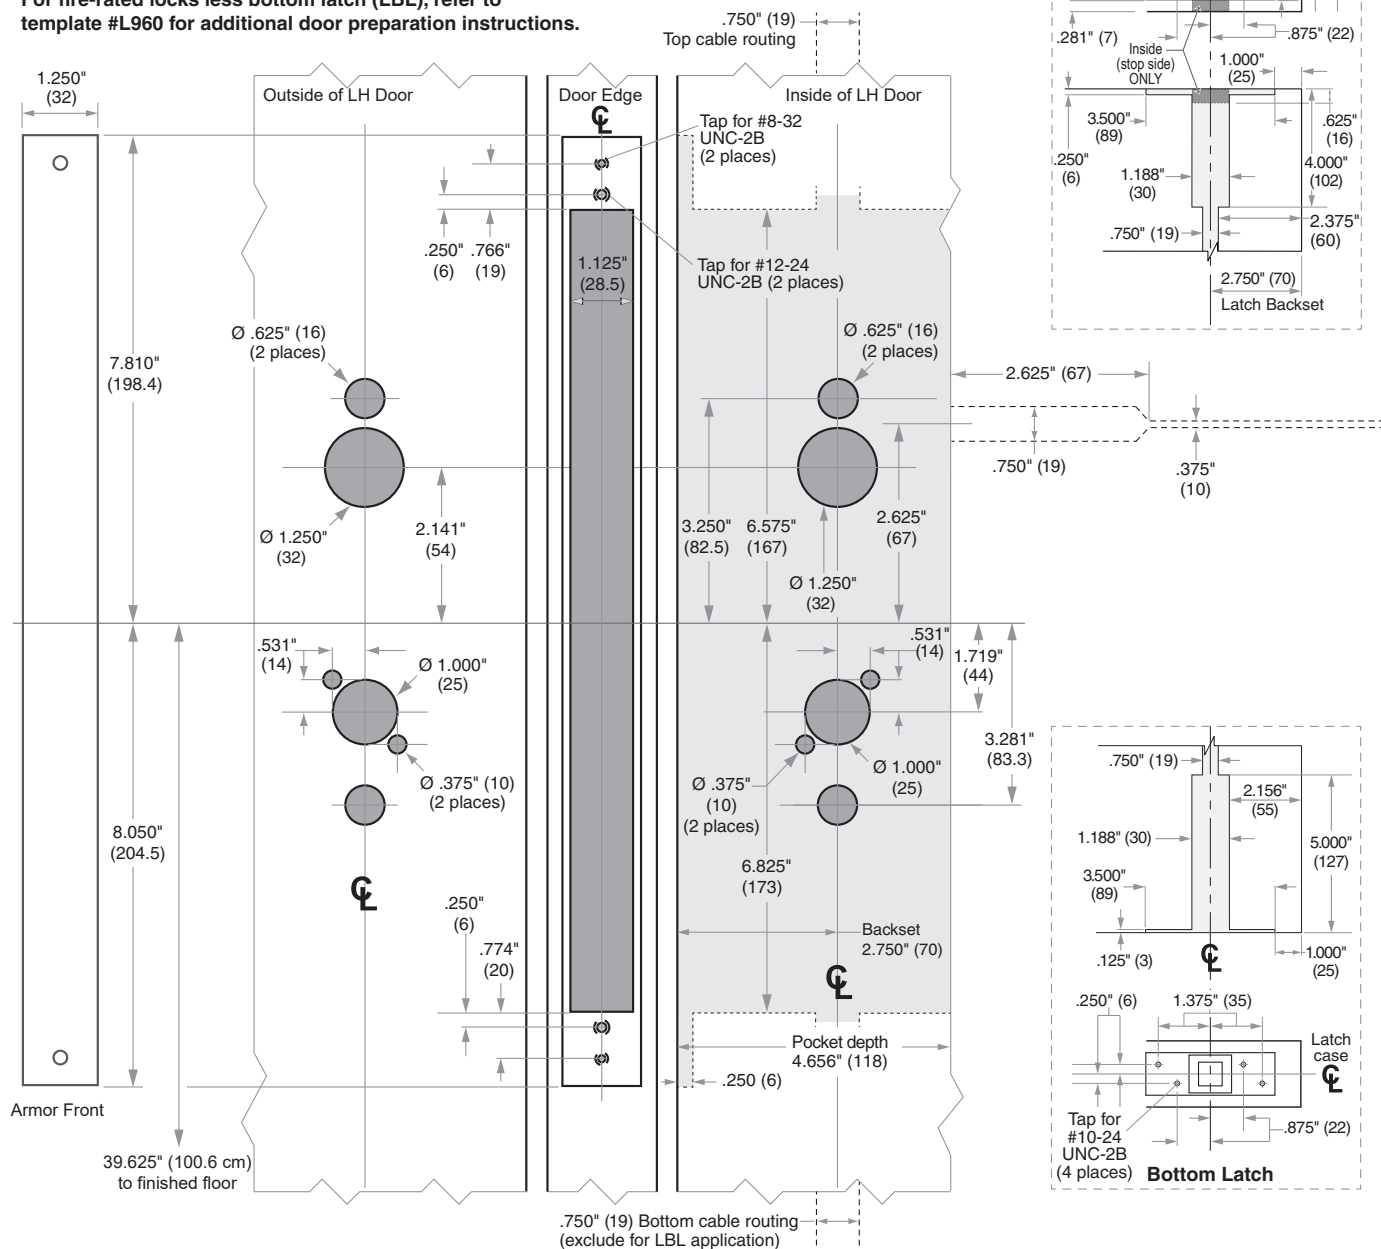 For fire-rated locks less bottom latch (LBL), refer to
template #L960 for additional door preparation instructions.
.750" (19)
Top cable routing
1.250"
(32)
Outside of LH Door
Door Edge
℄
Inside of LH Door
Tap for #8-32
UNC-2B
(2 places)
.250"
(6)
.766"
(19)
1.125"
(28.5)
Tap for #12-24
UNC-2B (2 places)
Ø .625" (16)
(2 places)
Ø .625" (16)
(2 places)
7.810"
(198.4)
2.625" (67)
.750" (19)
.375"
(10)
Ø 1.250"
(32)
2.141"
(54)
3.250"
(82.5)
6.575"
(167)
2.625"
(67)
Ø 1.250"
(32)
.531"
(14)
Ø 1.000"
(25)
.531"
(14)
1.719"
(44)
3.281"
(83.3)
Ø .375" (10)
(2 places)
Ø .375"
(10)
(2 places)
Ø 1.000"
(25)
8.050"
(204.5)
℄
6.825"
(173)
.250"
(6)
.774"
(20)
Backset
2.750" (70)
℄
Pocket depth
4.656" (118)
.250 (6)
Armor Front
39.625" (100.6 cm)
to finished floor
.750" (19) Bottom cable routing
(exclude for LBL application)
.281" (7)
.875" (22)
Inside
(stop side)
ONLY
1.000"
(25)
3.500"
(89)
.625"
(16)
.250"
(6)
1.188"
(30)
4.000"
(102)
.750" (19)
2.375"
(60)
2.750" (70)
Latch Backset
.750" (19)
2.156"
(55)
1.188" (30)
5.000"
(127)
3.500"
(89)
.125" (3)
℄
1.000"
(25)
.250" (6)
1.375" (35)
Latch
case
℄
Tap for
#10-24
UNC-2B
(4 places)
.875" (22)
Bottom Latch